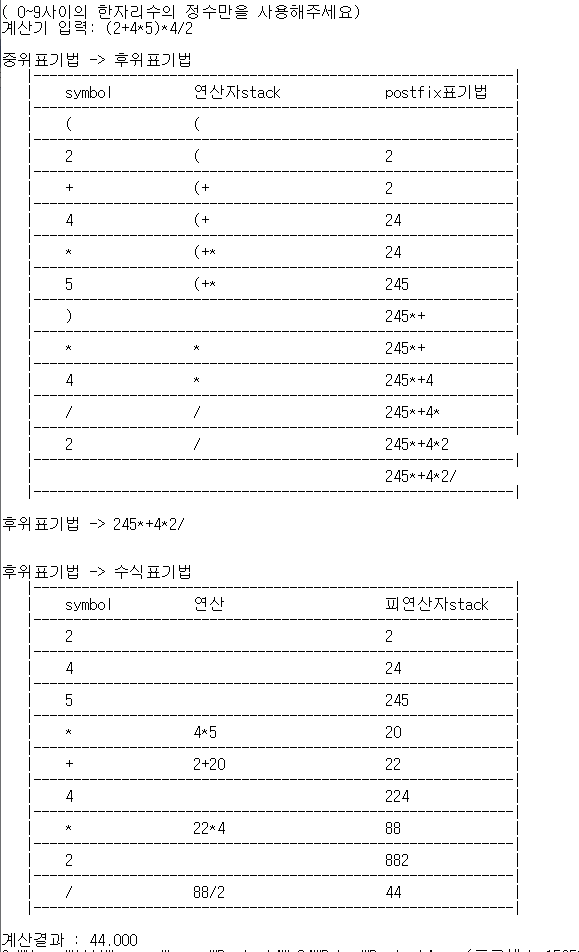 ( 0~9사이의 한자리수의 정수만을 사용해주세요)
계산기 입력: (2+4*5)*4/2
중위표기법 -> 후위표기법
symbol 연산자stack postfix표기법
( (
2 ( 2
+ (+ 2
4 (+ 24
* (+* 24
5 (+* 245
) 245*+
* * 245*+
4 * 245*+4
/ / 245*+4*
2 / 245*+4*2
245*+4*2/
후위표기법 -> 245*+4*2/
후위표기법 -> 수식표기법
symbol 연산 피연산자stack
2 2
4 24
5 245
* 4*5 20
+ 2+20 22
4 224
* 22*4 88
2 882
/ 88/2 44
계산결과 : 44.000